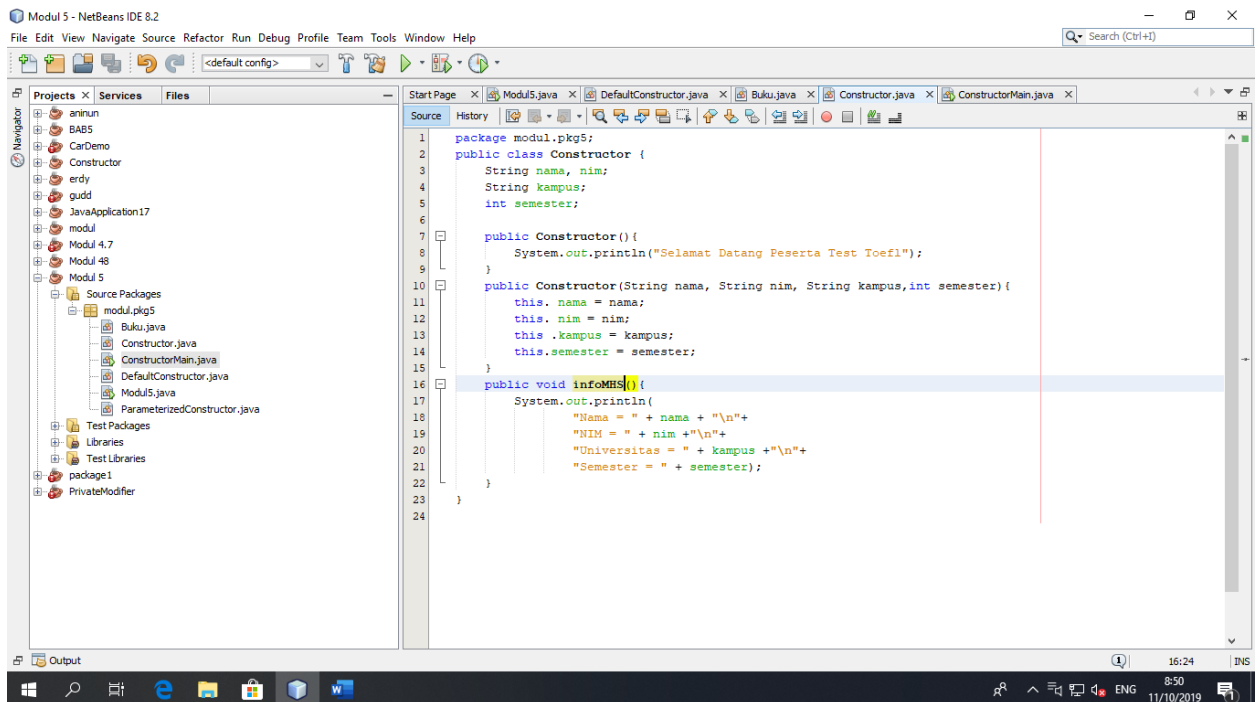 Modul 5 - NetBeans IDE 8.2
File Edit View Navigate Source Refactor Run Debug Profile Team Tools Window Help
Search (Ctrl+I)
<default config>
Projects Services Files
Navigator
aninun
BAB5
CarDemo
Constructor
erdy
gudd
JavaApplication17
modul
Modul 4.7
Modul 48
Modul 5
Source Packages
modul.pkg5
Buku.java
Constructor.java
ConstructorMain.java
DefaultConstructor.java
Modul5.java
ParameterizedConstructor.java
Test Packages
Libraries
Test Libraries
package1
PrivateModifier
Start Page Modul5.java DefaultConstructor.java Buku.java Constructor.java ConstructorMain.java
Source History
1 package modul.pkg5;
2 public class Constructor {
3 String nama, nim;
4 String kampus;
5 int semester;
6
7 public Constructor(){
8 System.out.println("Selamat Datang Peserta Test Toefl");
9 }
10 public Constructor(String nama, String nim, String kampus,int semester){
11 this. nama = nama;
12 this. nim = nim;
13 this .kampus = kampus;
14 this.semester = semester;
15 }
16 public void infoMHS(){
17 System.out.println(
18 "Nama = " + nama + "\n"+
19 "NIM = " + nim +"\n"+
20 "Universitas = " + kampus +"\n"+
21 "Semester = " + semester);
22 }
23 }
24
Output
1 16:24 INS
W
ENG
8:50
11/10/2019
1